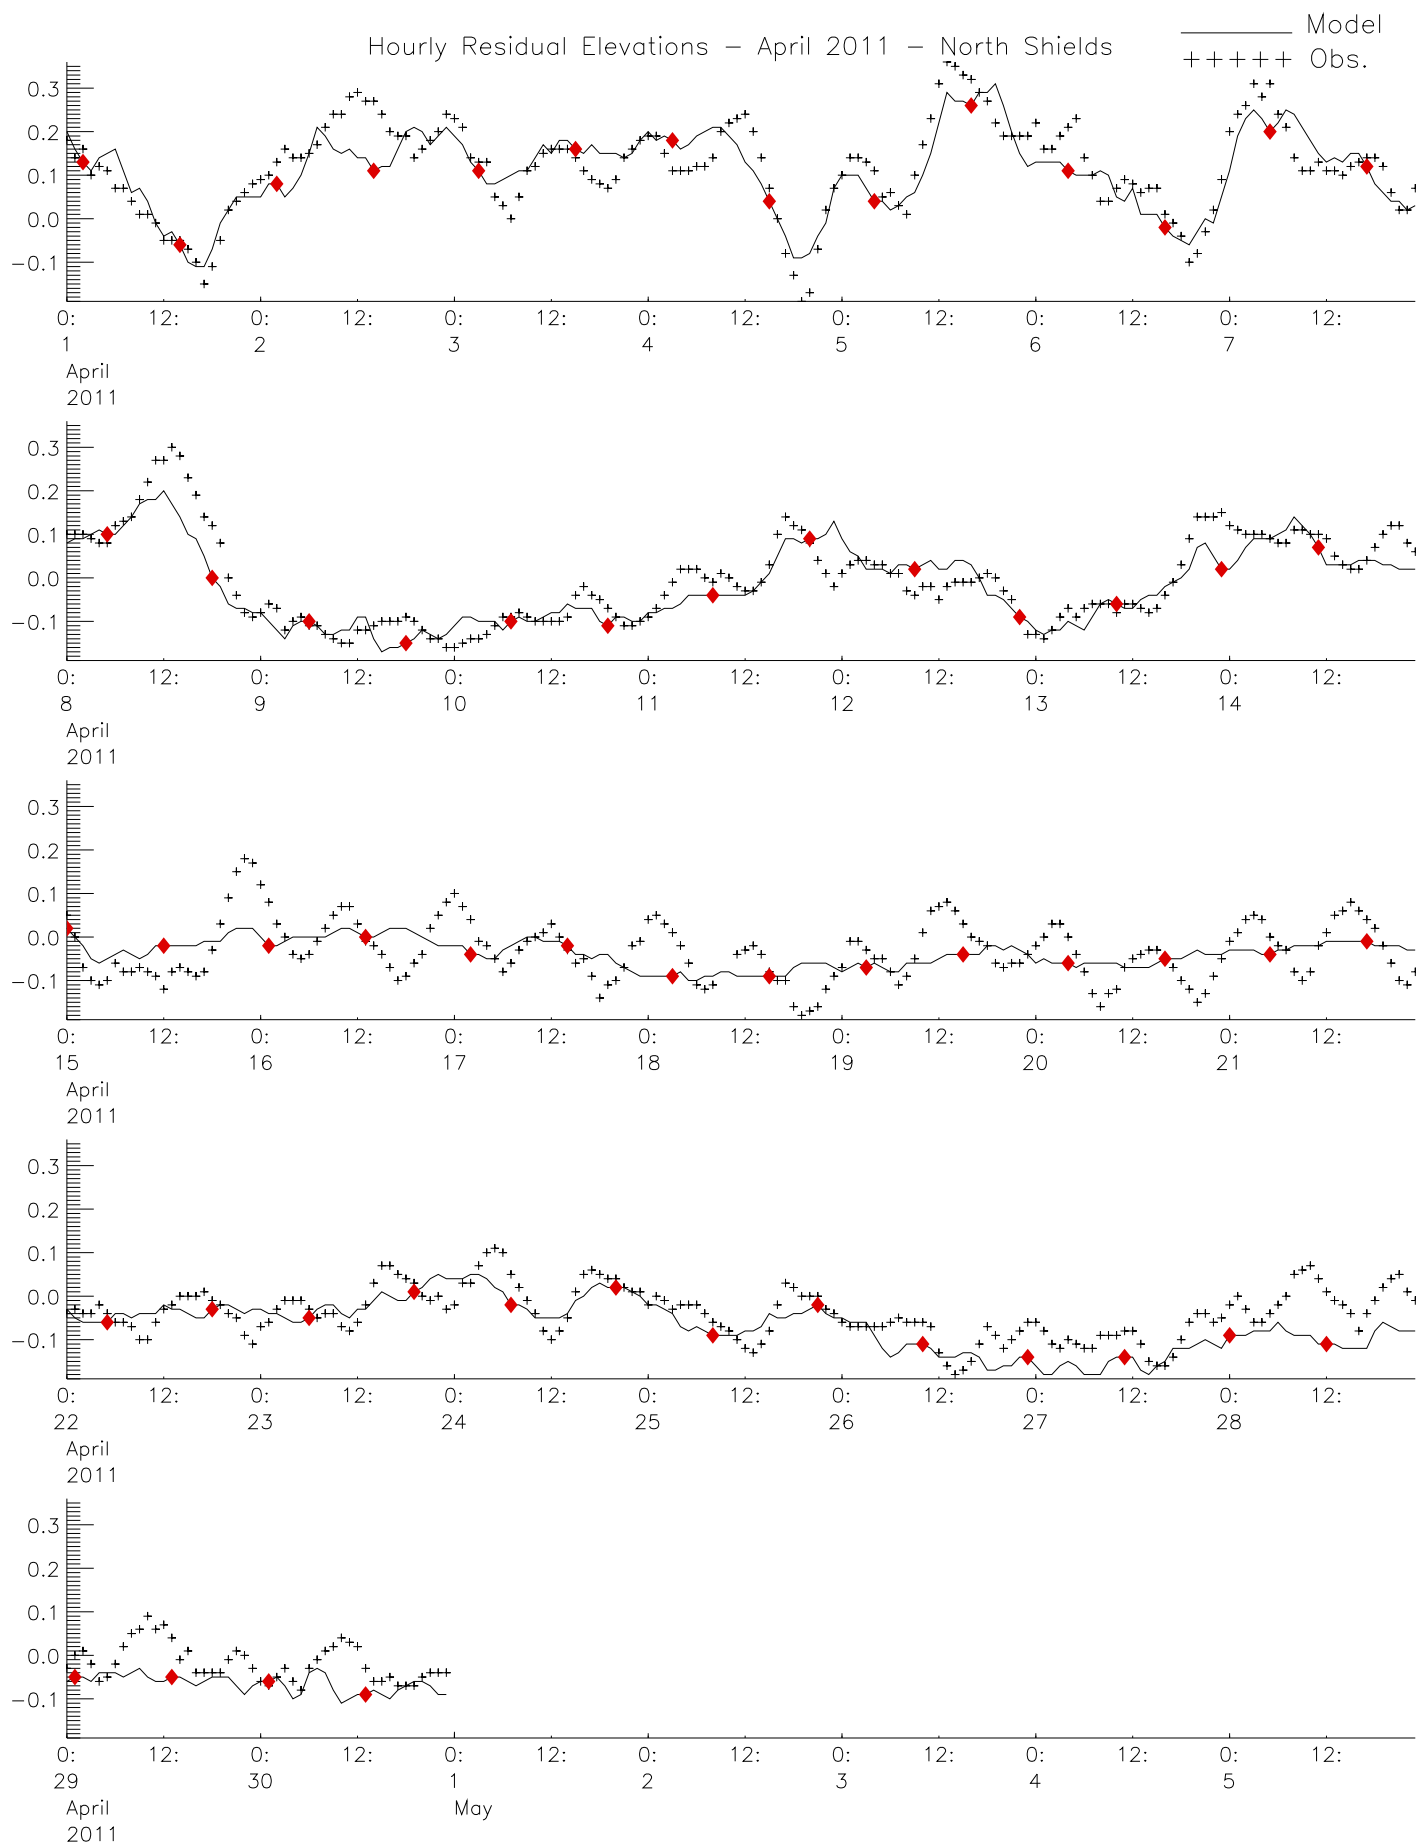 Model
Hourly Residual Elevations − April 2011 − North Shields
+++++ Obs.
0.3
0.2
0.1
0.0
−0.1
0: 12: 0: 12: 0: 12: 0: 12: 0: 12: 0: 12: 0: 12:
1 2 3 4 5 6 7
April
2011
0.3
0.2
0.1
0.0
−0.1
0: 12: 0: 12: 0: 12: 0: 12: 0: 12: 0: 12: 0: 12:
8 9 10 11 12 13 14
April
2011
0.3
0.2
0.1
0.0
−0.1
0: 12: 0: 12: 0: 12: 0: 12: 0: 12: 0: 12: 0: 12:
15 16 17 18 19 20 21
April
2011
0.3
0.2
0.1
0.0
−0.1
0: 12: 0: 12: 0: 12: 0: 12: 0: 12: 0: 12: 0: 12:
22 23 24 25 26 27 28
April
2011
0.3
0.2
0.1
0.0
−0.1
0: 12: 0: 12: 0: 12: 0: 12: 0: 12: 0: 12: 0: 12:
29 30 1 2 3 4 5
April May
2011